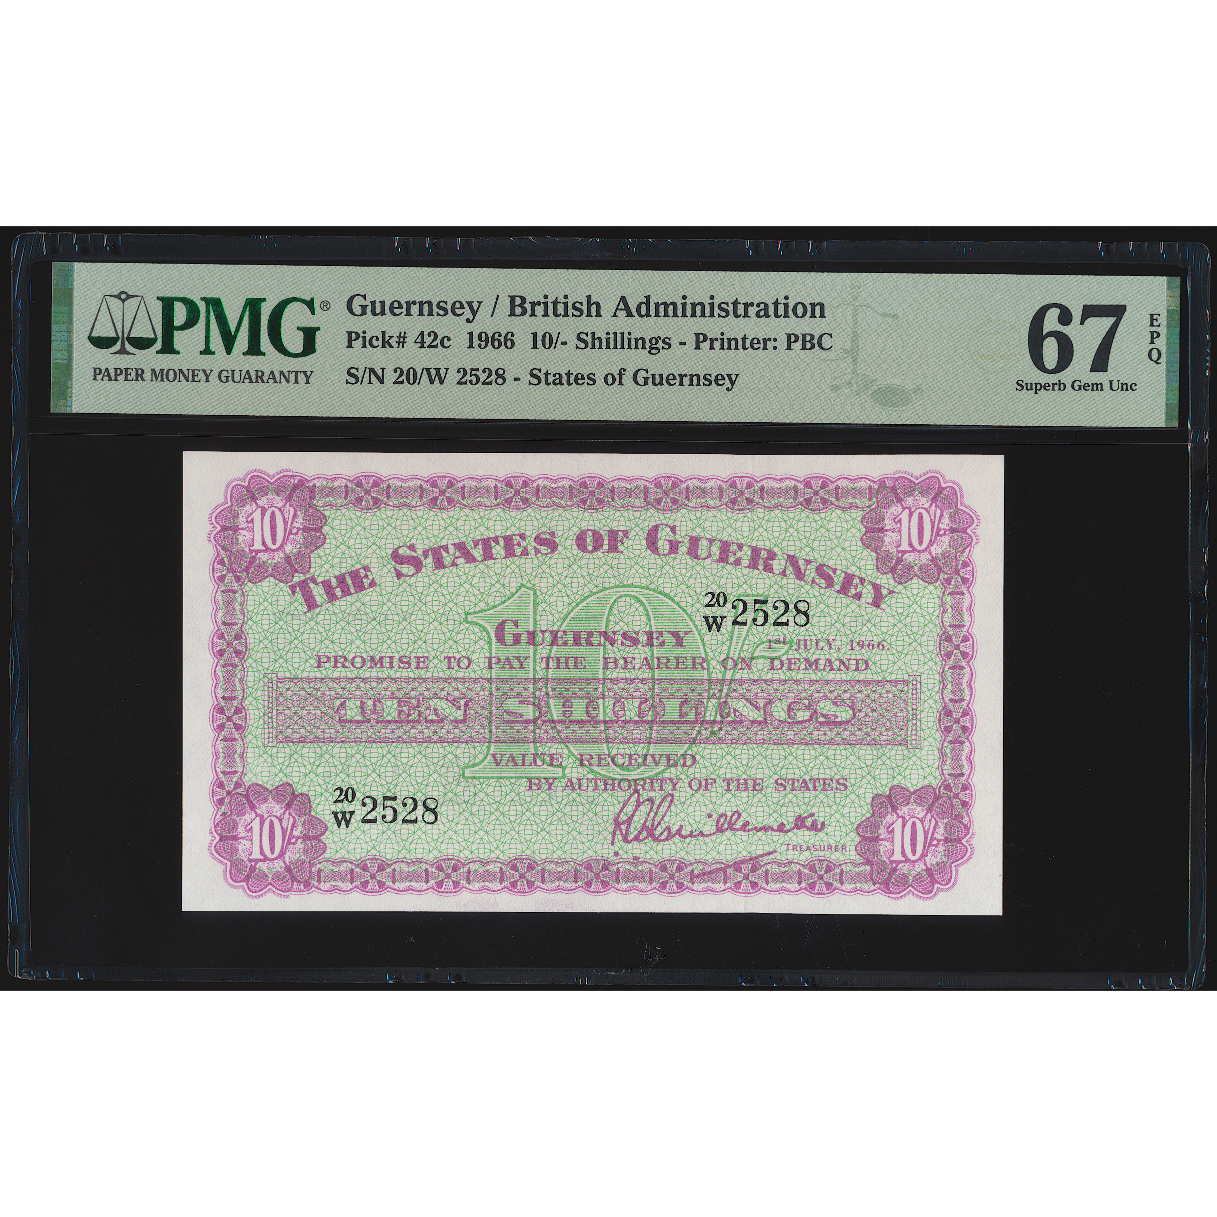 PMG®
PAPER MONEY GUARANTY
Guernsey / British Administration
Pick# 42c 1966 10/- Shillings - Printer: PBC
S/N 20/W 2528 - States of Guernsey
67
EPQ
Superb Gem Unc
10/-
10/-
THE STATES OF GUERNSEY
10/-
20/W 2528
GUERNSEY
1st JULY, 1966.
PROMISE TO PAY THE BEARER ON DEMAND
TEN SHILLINGS
VALUE RECEIVED
BY AUTHORITY OF THE STATES
20/W 2528
TREASURER
10/-
10/-